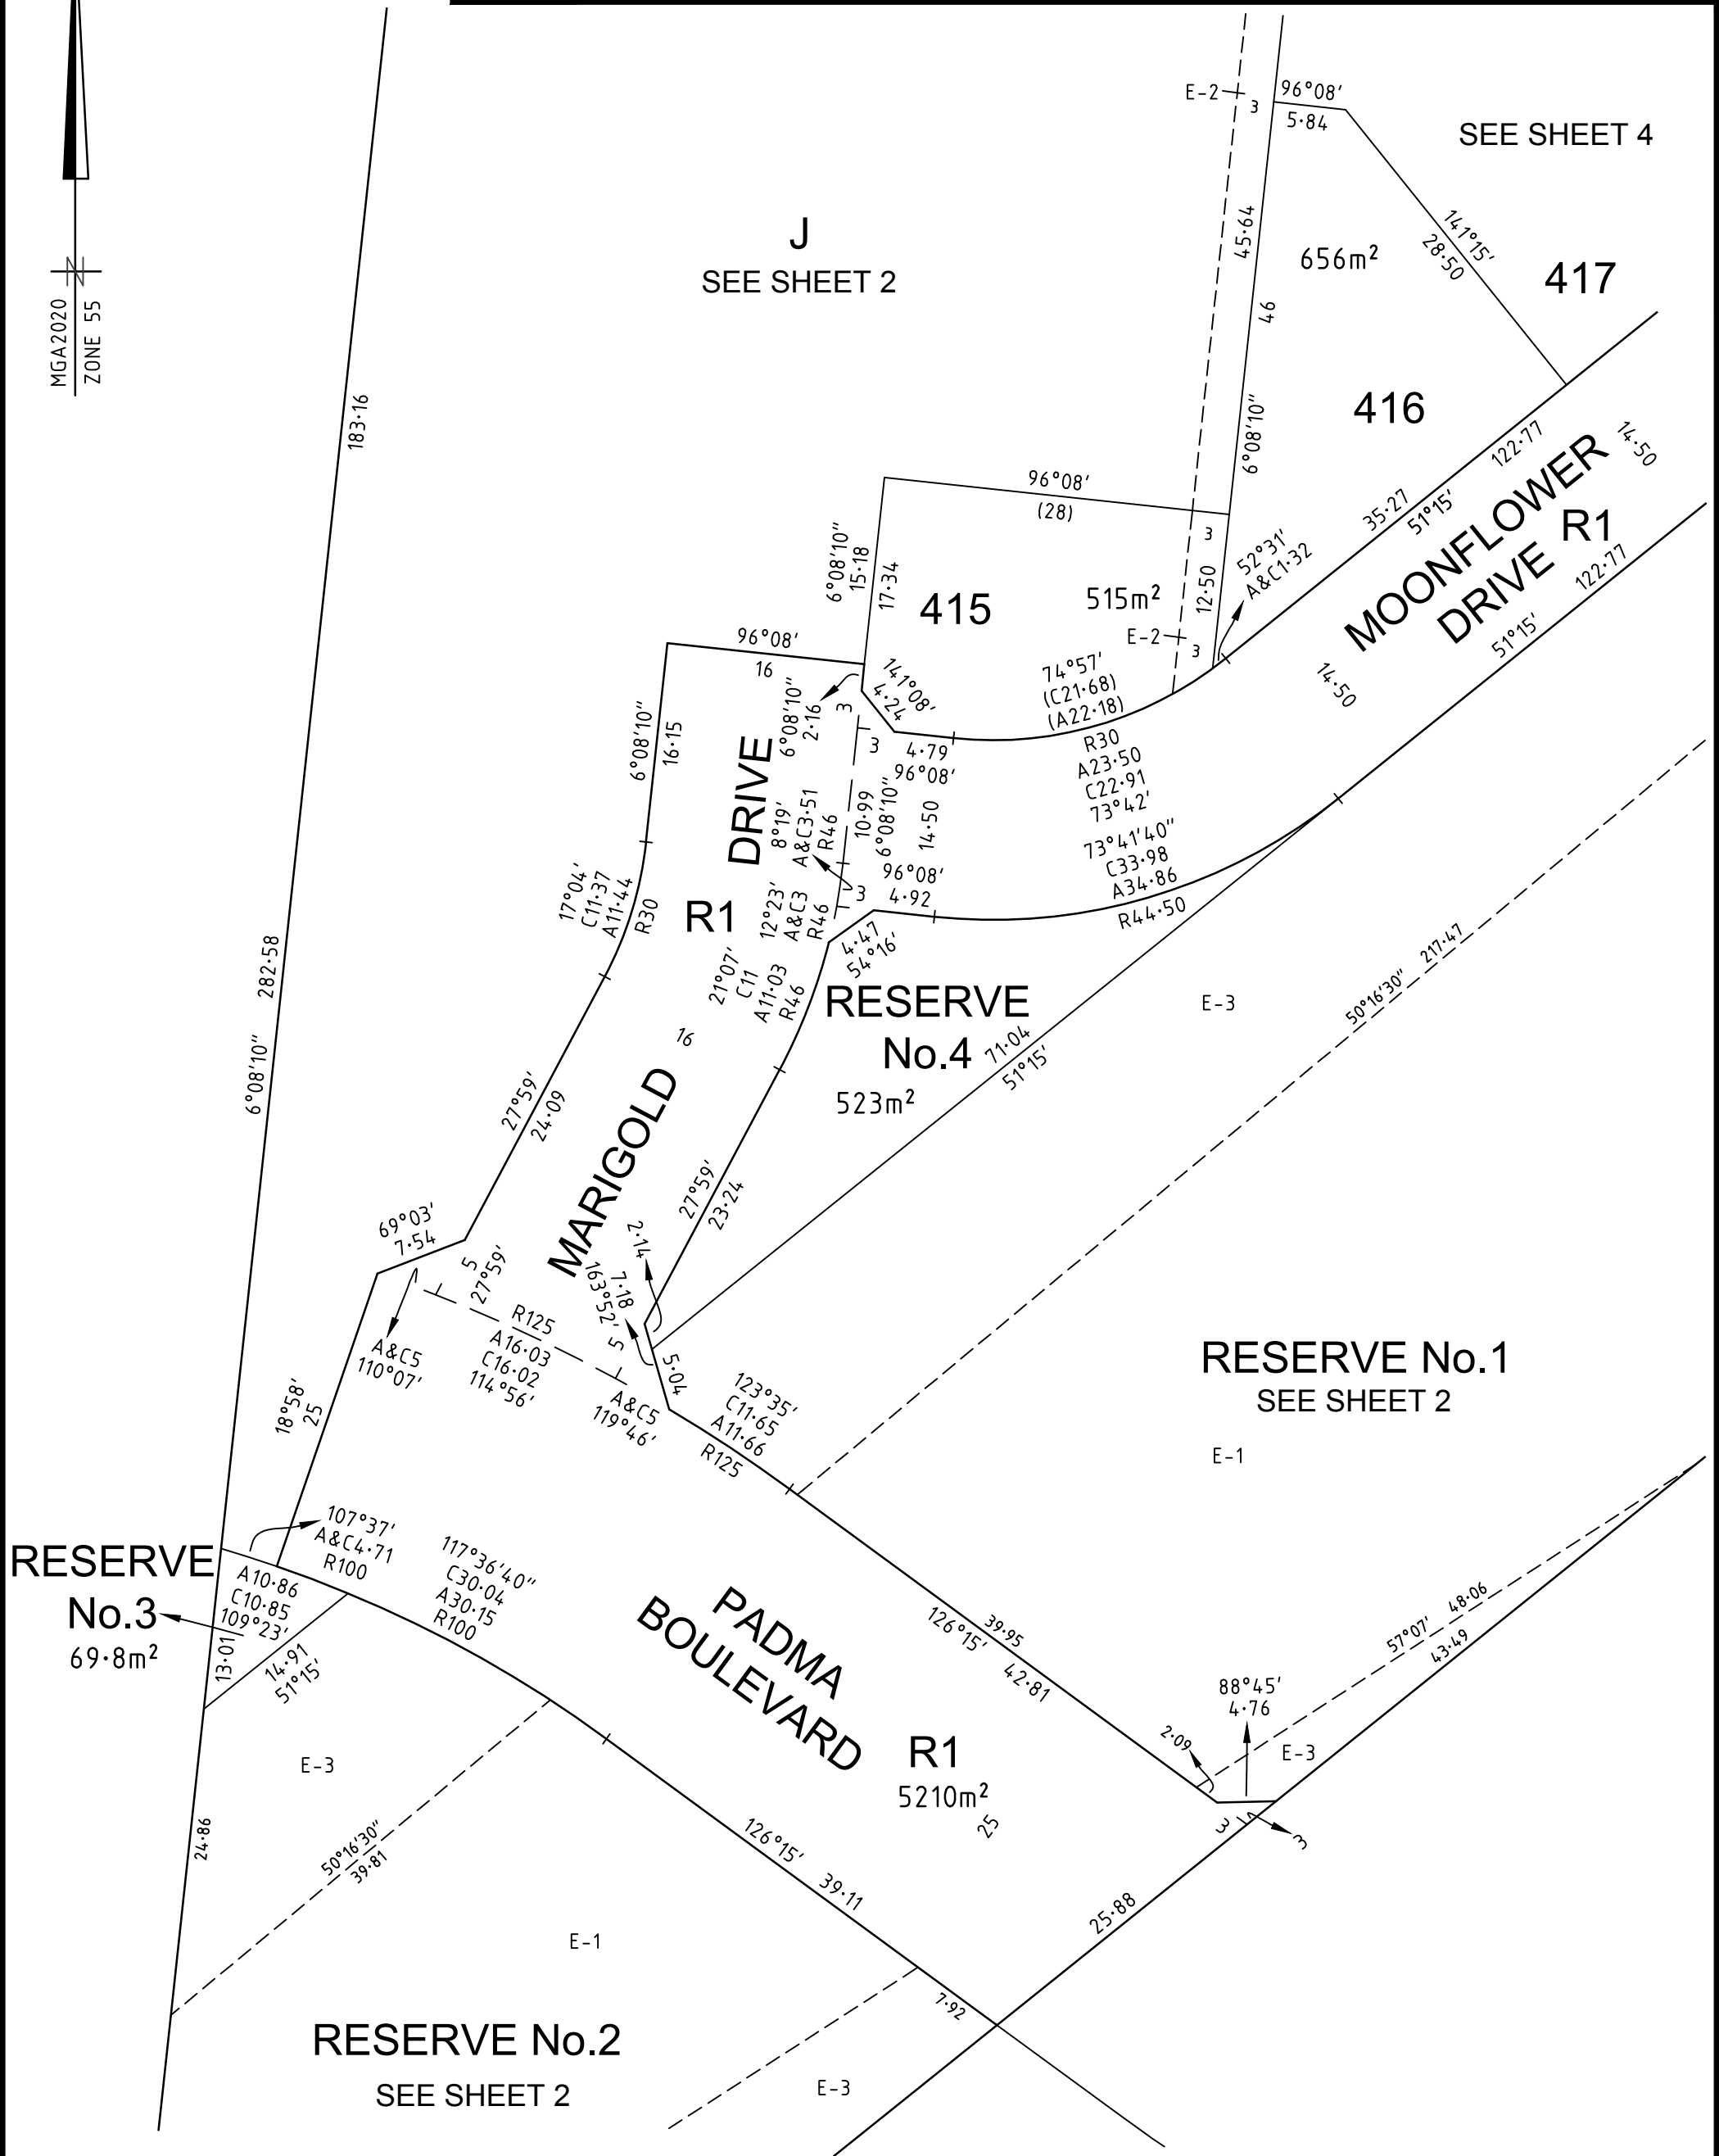 MGA2020
ZONE 55
183·16
282·58
6°08'10"
J
SEE SHEET 2
E-2
3
96°08'
5·84
SEE SHEET 4
45·64
46
6°08'10"
656m²
141°15'
28·50
417
416
122·77
14·50
35·27
51°15'
MOONFLOWER
DRIVE
R1
122·77
51°15'
14·50
96°08'
(28)
3
12·50
52°31'
A&C1·32
6°08'10"
15·18
17·34
415
515m²
E-2
3
74°57'
(C21·68)
(A22·18)
R30
A23·50
C22·91
73°42'
73°41'40"
C33·98
A34·86
R44·50
96°08'
16
6°08'10"
2·16
141°08'
4·24
3
3
4·79
96°08'
6°08'10"
16·15
DRIVE
8°19'
A&C3·51
R46
10·99
6°08'10"
14·50
96°08'
4·92
3
17°04'
C11·37
A11·44
R30
R1
12°23'
A&C3
R46
4·47
54°16'
21°07'
C11
A11·03
R46
RESERVE
No.4
523m²
71·04
51°15'
E-3
50°16'30"
217·47
16
MARIGOLD
27°59'
24·09
27°59'
23·24
69°03'
7·54
5
27°59'
2·14
7·18
163°52'
5
5·04
R125
A16·03
C16·02
114°56'
A&C5
110°07'
A&C5
119°46'
123°35'
C11·65
A11·66
R125
18°58'
25
RESERVE No.1
SEE SHEET 2
E-1
107°37'
A&C4·71
R100
117°36'40"
C30·04
A30·15
R100
RESERVE
No.3
69·8m²
A10·86
C10·85
109°23'
13·01
14·91
51°15'
PADMA
BOULEVARD
R1
5210m²
25
39·95
126°15'
42·81
57°07'
48·06
43·49
88°45'
4·76
2·09
E-3
3
3
25·88
E-3
24·86
50°16'30"
39·81
126°15'
39·11
E-1
7·92
RESERVE No.2
SEE SHEET 2
E-3